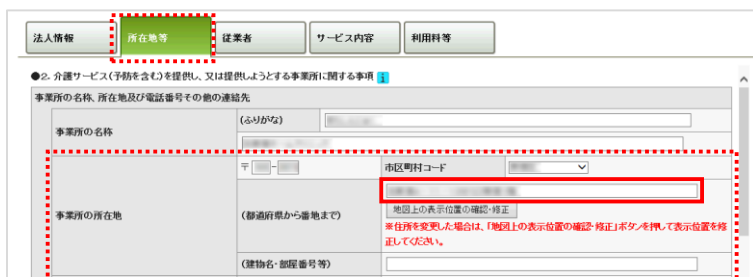 法人情報
所在地等
従業者
サービス内容
利用料等
●2. 介護サービス(予防を含む)を提供し、又は提供しようとする事業所に関する事項 i
事業所の名称、所在地及び電話番号その他の連絡先
事業所の名称
(ふりがな)
事業所の所在地
〒 -
市区町村コード
(都道府県から番地まで)
地図上の表示位置の確認・修正
※住所を変更した場合は、「地図上の表示位置の確認・修正」ボタンを押して表示位置を修
正してください。
(建物名・部屋番号等)